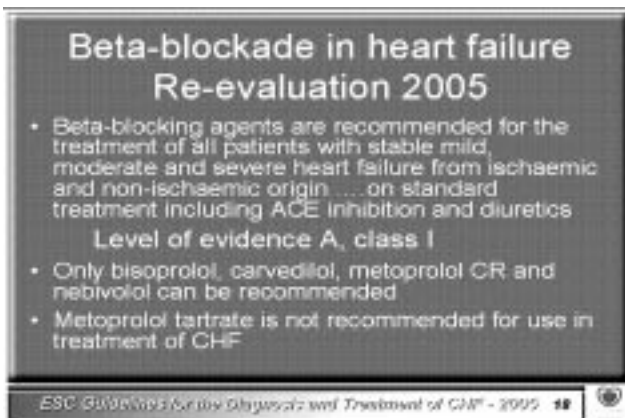 Beta-blockade in heart failure
Re-evaluation 2005
• Beta-blocking agents are recommended for the
treatment of all patients with stable mild,
moderate and severe heart failure from ischaemic
and non-ischaemic origin ....on standard
treatment including ACE inhibition and diuretics
Level of evidence A, class I
• Only bisoprolol, carvedilol, metoprolol CR and
nebivolol can be recommended
• Metoprolol tartrate is not recommended for use in
treatment of CHF
ESC Guidelines for the Diagnosis and Treatment of CHF - 2005 18